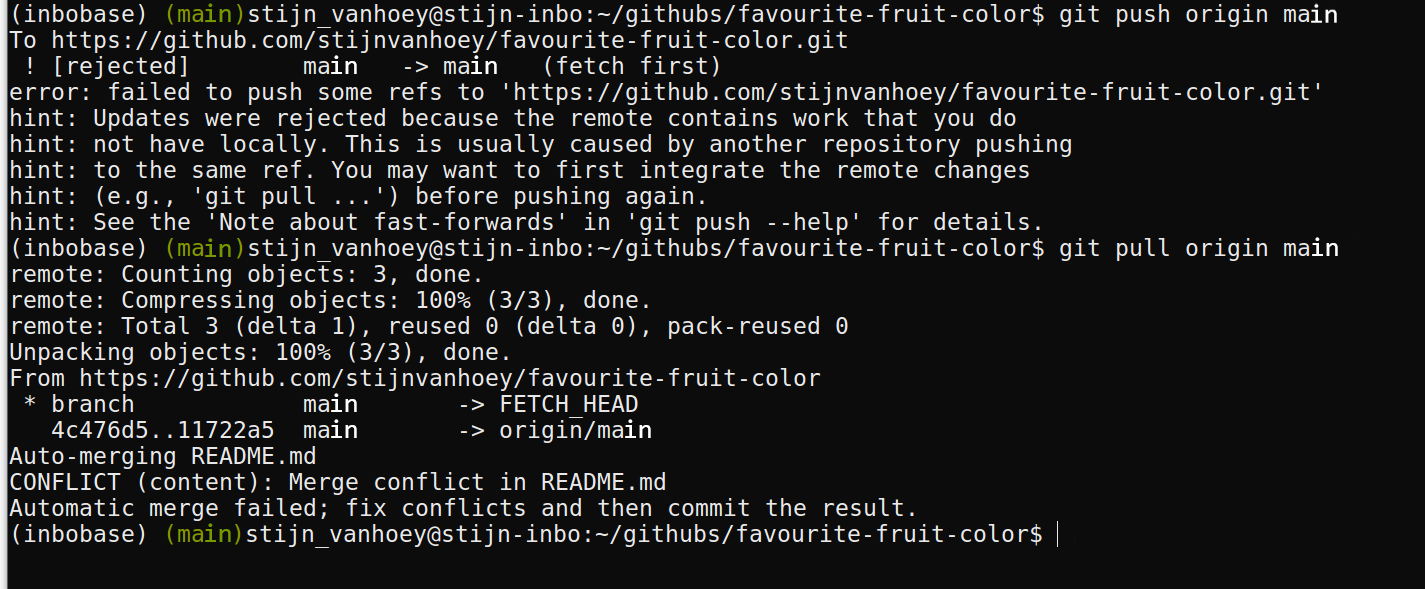 (inbobase) (main)stijn_vanhoey@stijn-inbo:~/githubs/favourite-fruit-color$ git push origin main
To https://github.com/stijnvanhoey/favourite-fruit-color.git
 ! [rejected]        main   -> main   (fetch first)
error: failed to push some refs to 'https://github.com/stijnvanhoey/favourite-fruit-color.git'
hint: Updates were rejected because the remote contains work that you do
hint: not have locally. This is usually caused by another repository pushing
hint: to the same ref. You may want to first integrate the remote changes
hint: (e.g., 'git pull ...') before pushing again.
hint: See the 'Note about fast-forwards' in 'git push --help' for details.
(inbobase) (main)stijn_vanhoey@stijn-inbo:~/githubs/favourite-fruit-color$ git pull origin main
remote: Counting objects: 3, done.
remote: Compressing objects: 100% (3/3), done.
remote: Total 3 (delta 1), reused 0 (delta 0), pack-reused 0
Unpacking objects: 100% (3/3), done.
From https://github.com/stijnvanhoey/favourite-fruit-color
 * branch            main       -> FETCH_HEAD
   4c476d5..11722a5  main       -> origin/main
Auto-merging README.md
CONFLICT (content): Merge conflict in README.md
Automatic merge failed; fix conflicts and then commit the result.
(inbobase) (main)stijn_vanhoey@stijn-inbo:~/githubs/favourite-fruit-color$